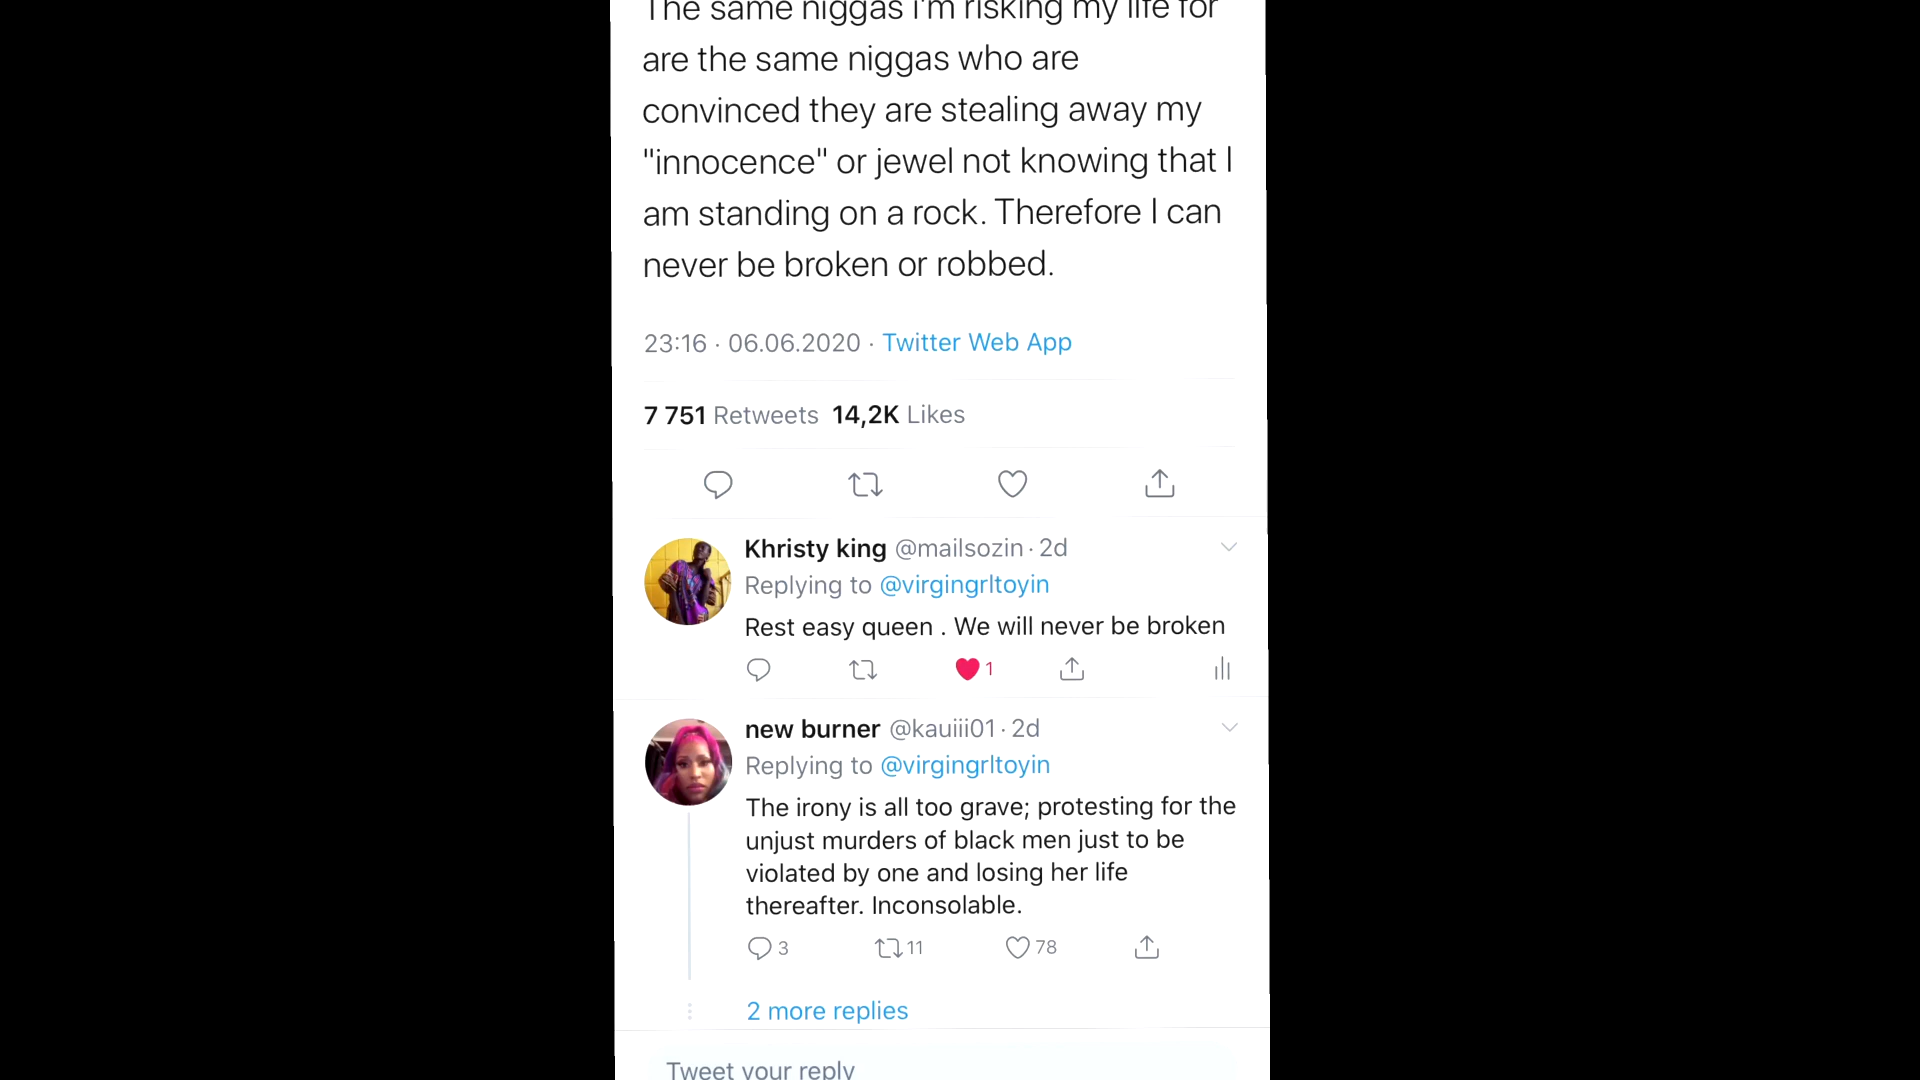 The same niggas i'm risking my life for
are the same niggas who are
convinced they are stealing away my
"innocence" or jewel not knowing that I
am standing on a rock. Therefore I can
never be broken or robbed.
23:16 · 06.06.2020 · Twitter Web App
7 751 Retweets 14,2K Likes
Khristy king @mailsozin · 2d
Replying to @virgingrltoyin
Rest easy queen . We will never be broken
1
new burner @kauiii01 · 2d
Replying to @virgingrltoyin
The irony is all too grave; protesting for the
unjust murders of black men just to be
violated by one and losing her life
thereafter. Inconsolable.
3 11 78
2 more replies
Tweet your reply